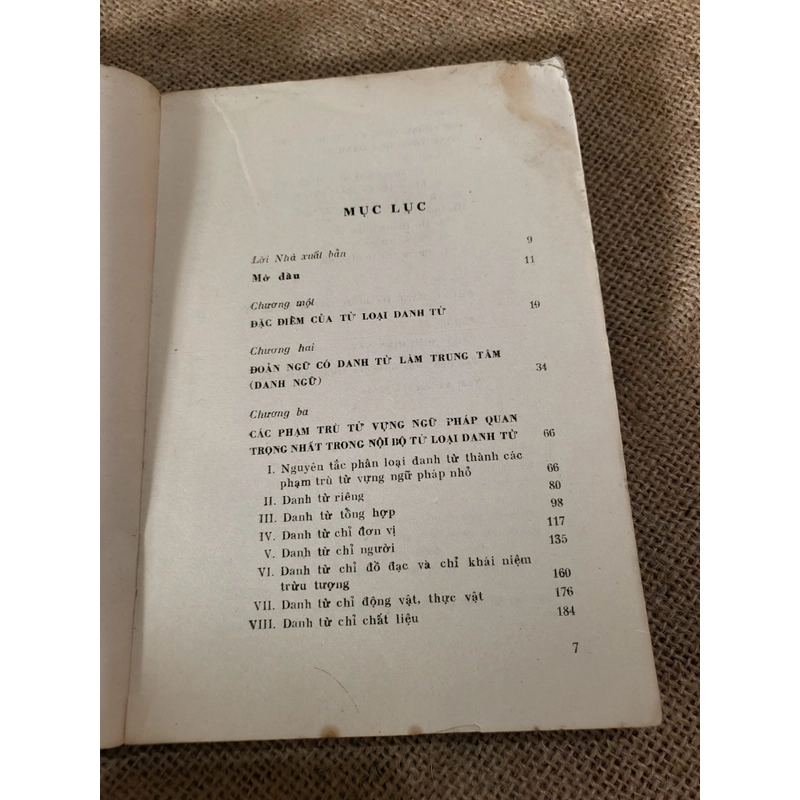 MỤC LỤC
Lời Nhà xuất bản 9
Mở đầu 11
Chương một
ĐẶC ĐIỂM CỦA TỪ LOẠI DANH TỪ 19
Chương hai
ĐOẢN NGỮ CÓ DANH TỪ LÀM TRUNG TÂM
(DANH NGỮ) 34
Chương ba
CÁC PHẠM TRÙ TỪ VỰNG NGỮ PHÁP QUAN
TRỌNG NHẤT TRONG NỘI BỘ TỪ LOẠI DANH TỪ 66
I. Nguyên tắc phân loại danh từ thành các
phạm trù từ vựng ngữ pháp nhỏ 66
II. Danh từ riêng 80
III. Danh từ tổng hợp 98
IV. Danh từ chỉ đơn vị 117
V. Danh từ chỉ người 135
VI. Danh từ chỉ đồ đạc và chỉ khái niệm
trừu tượng 160
VII. Danh từ chỉ động vật, thực vật 176
VIII. Danh từ chỉ chất liệu 184
7